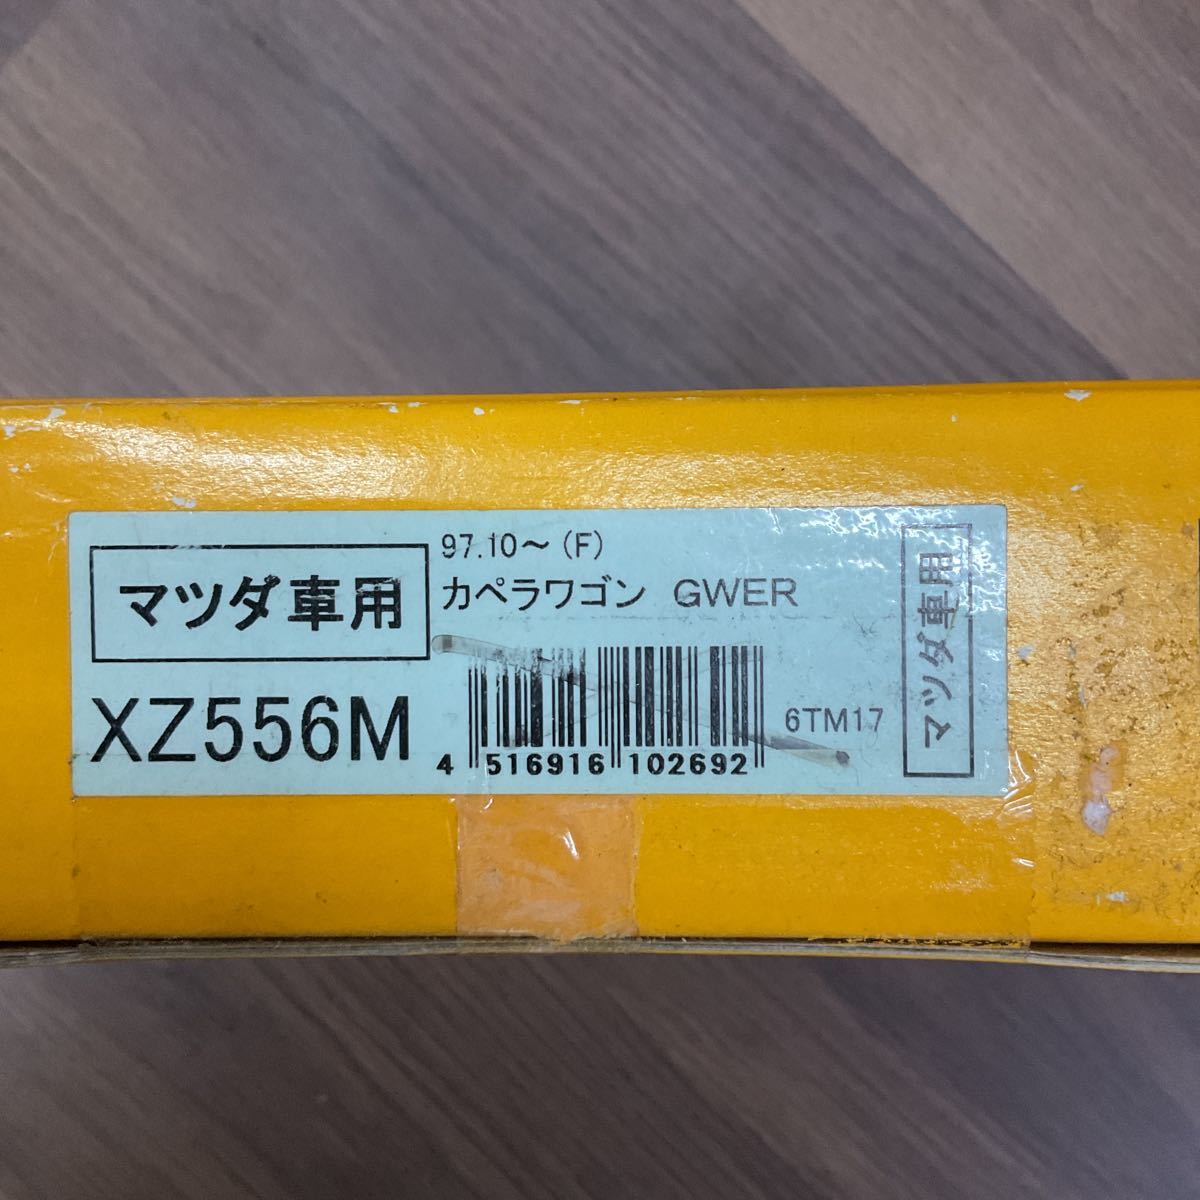 マツダ車用
XZ556M
97.10～(F)
カペラワゴン GWER
4 516916 102692
6TM17
マツダ車用